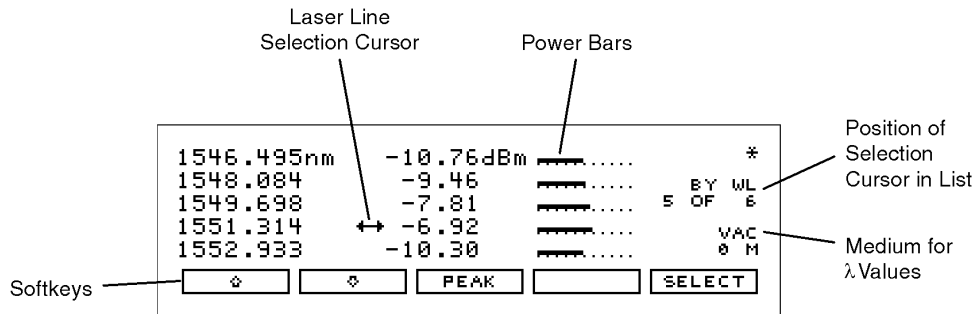 Laser Line
Selection Cursor
Power Bars
Position of
Selection
Cursor in List
Medium for
λ Values
Softkeys
1546.495nm -10.76dBm *
1548.084 -9.46 BY WL
1549.698 -7.81 5 OF 6
1551.314 -6.92 VAC
1552.933 -10.30 0 M
PEAK SELECT